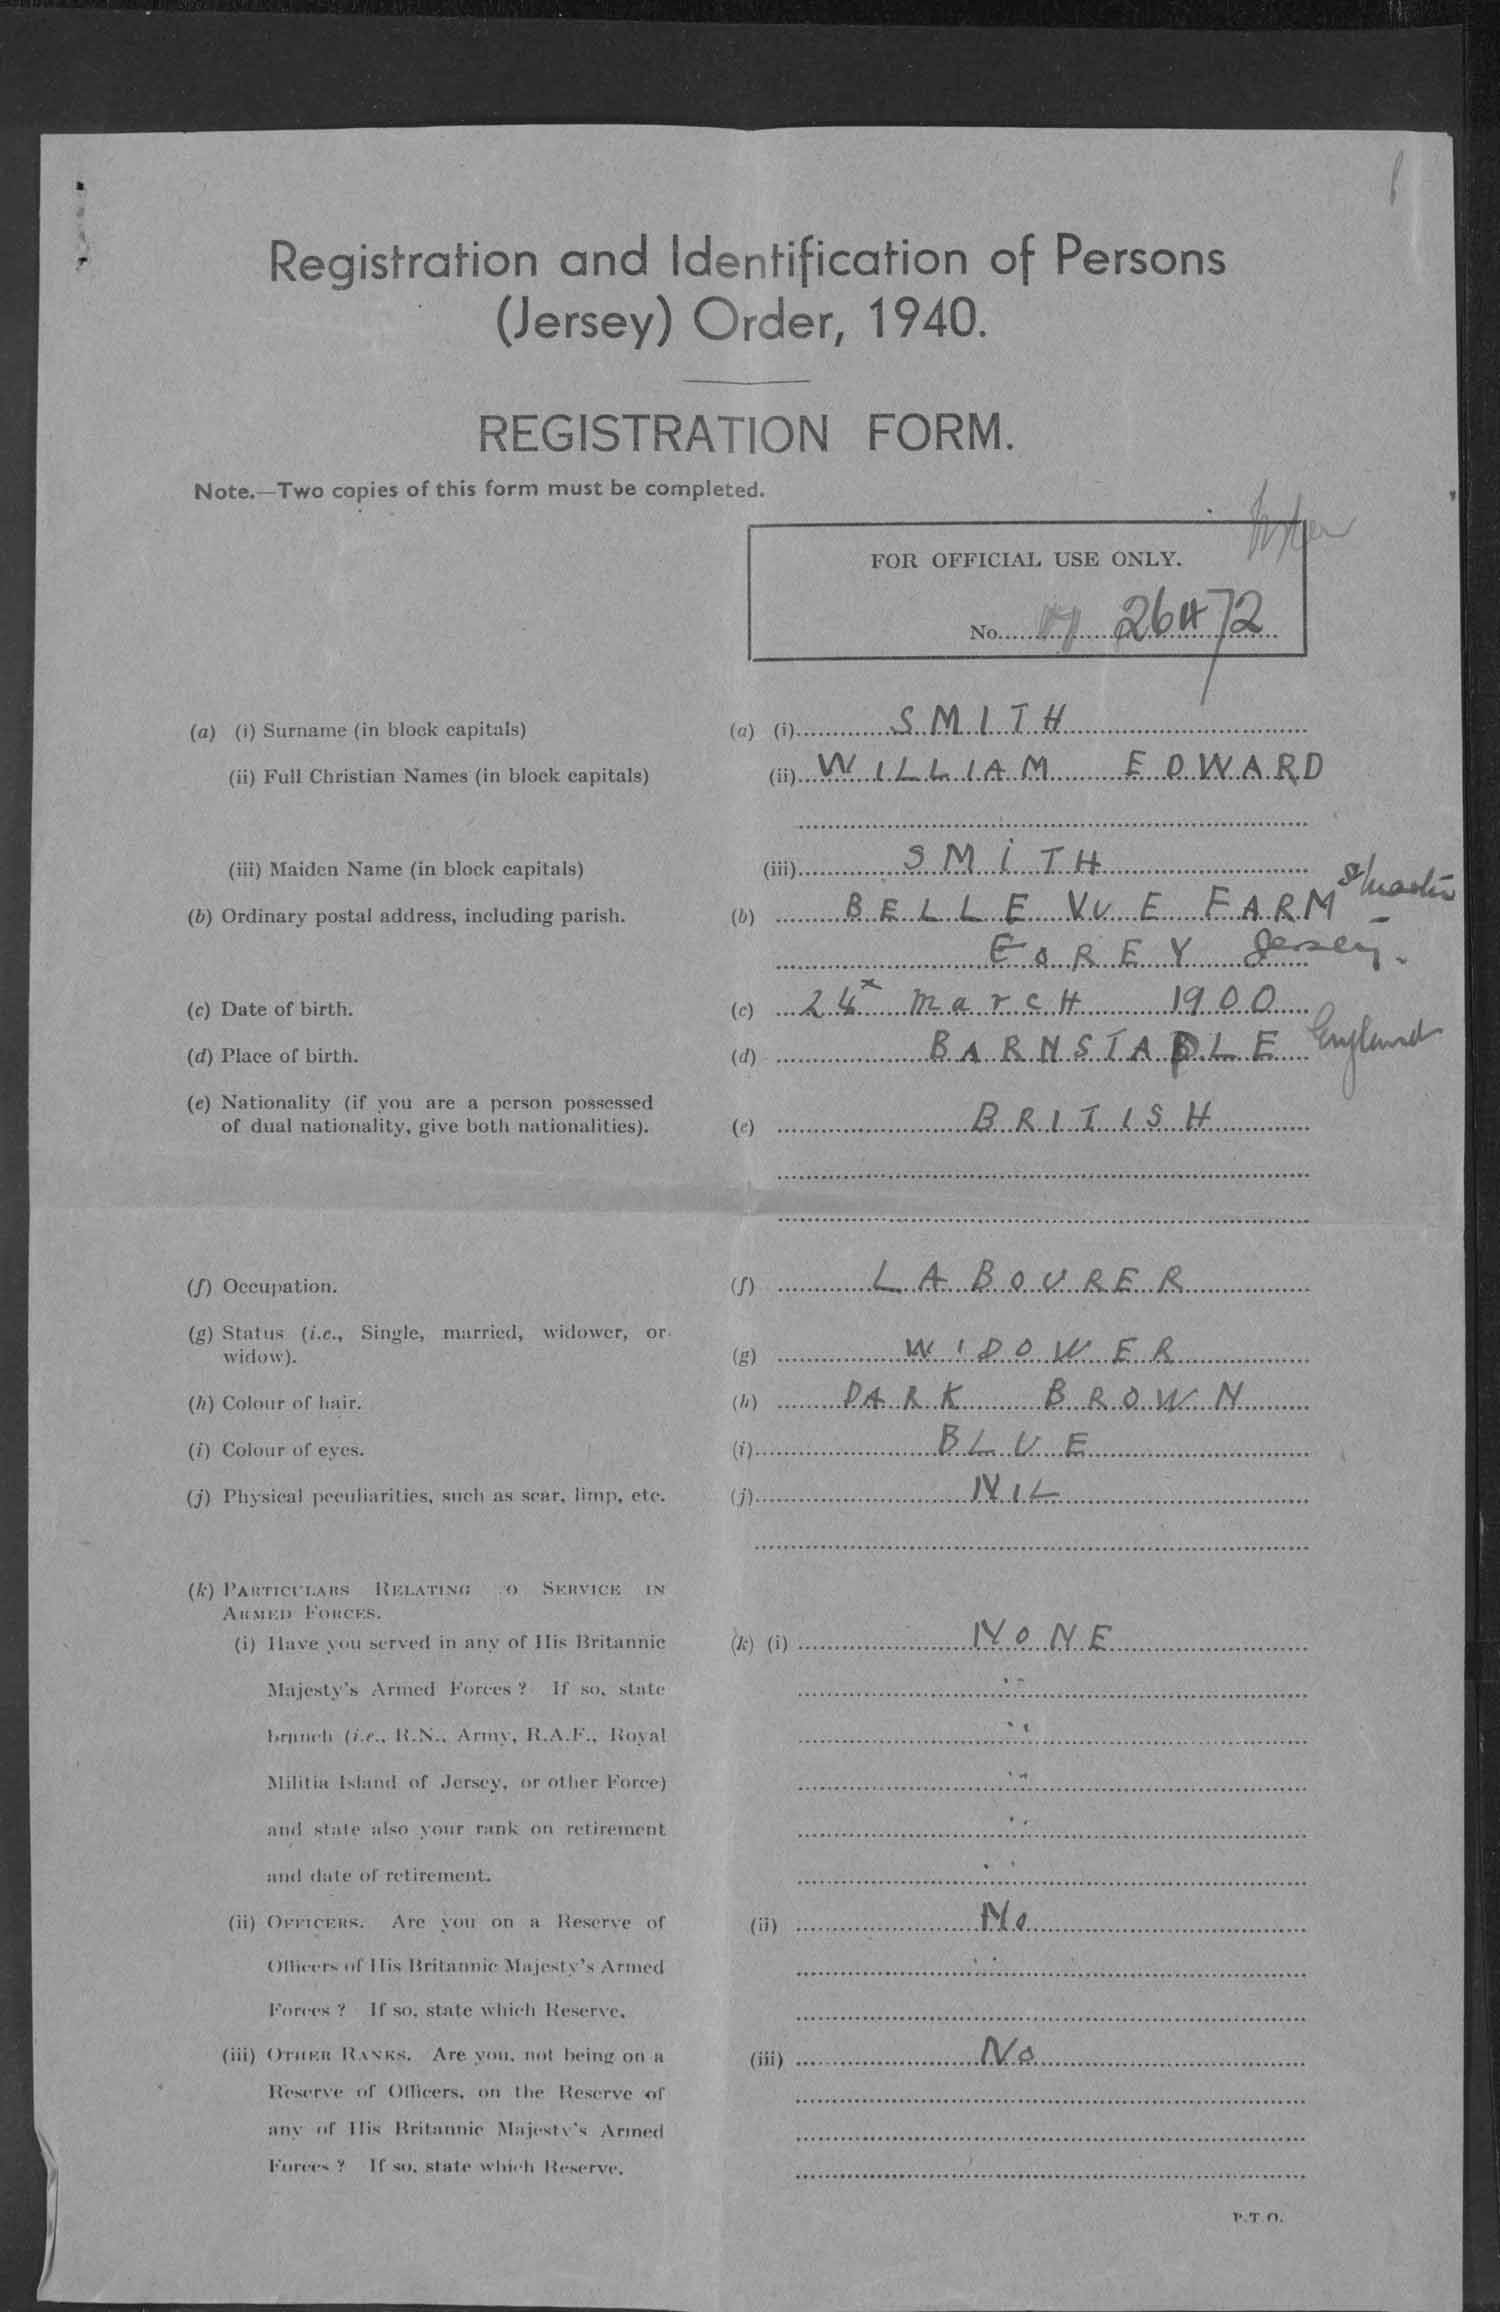 Registration and Identification of Persons
(Jersey) Order, 1940.
REGISTRATION FORM.
Note.—Two copies of this form must be completed.
FOR OFFICIAL USE ONLY.
No. 26472
(a) (i) Surname (in block capitals) (a) (i) SMITH
(ii) Full Christian Names (in block capitals) (ii) WILLIAM EDWARD
(iii) Maiden Name (in block capitals) (iii) SMITH
(b) Ordinary postal address, including parish. (b) BELLE VUE FARM
GOREY Jersey.
(c) Date of birth. (c) 24 March 1900
(d) Place of birth. (d) BARNSTABLE England
(e) Nationality (if you are a person possessed
of dual nationality, give both nationalities). (e) BRITISH
(f) Occupation. (f) LABOURER
(g) Status (i.e., Single, married, widower, or
widow). (g) WIDOWER
(h) Colour of hair. (h) DARK BROWN
(i) Colour of eyes. (i) BLUE
(j) Physical peculiarities, such as scar, limp, etc. (j) NIL
(k) PARTICULARS RELATING O SERVICE IN
ARMED FORCES.
(i) Have you served in any of His Britannic (k) (i) NONE
Majesty's Armed Forces? If so, state "
branch (i.e., R.N., Army, R.A.F., Royal "
Militia Island of Jersey, or other Force) "
and state also your rank on retirement "
and date of retirement. "
(ii) OFFICERS. Are you on a Reserve of (ii) No
Officers of His Britannic Majesty's Armed "
Forces? If so, state which Reserve.
(iii) OTHER RANKS. Are you, not being on a (iii) No
Reserve of Officers, on the Reserve of
any of His Britannic Majesty's Armed
Forces? If so, state which Reserve.
P.T.O.